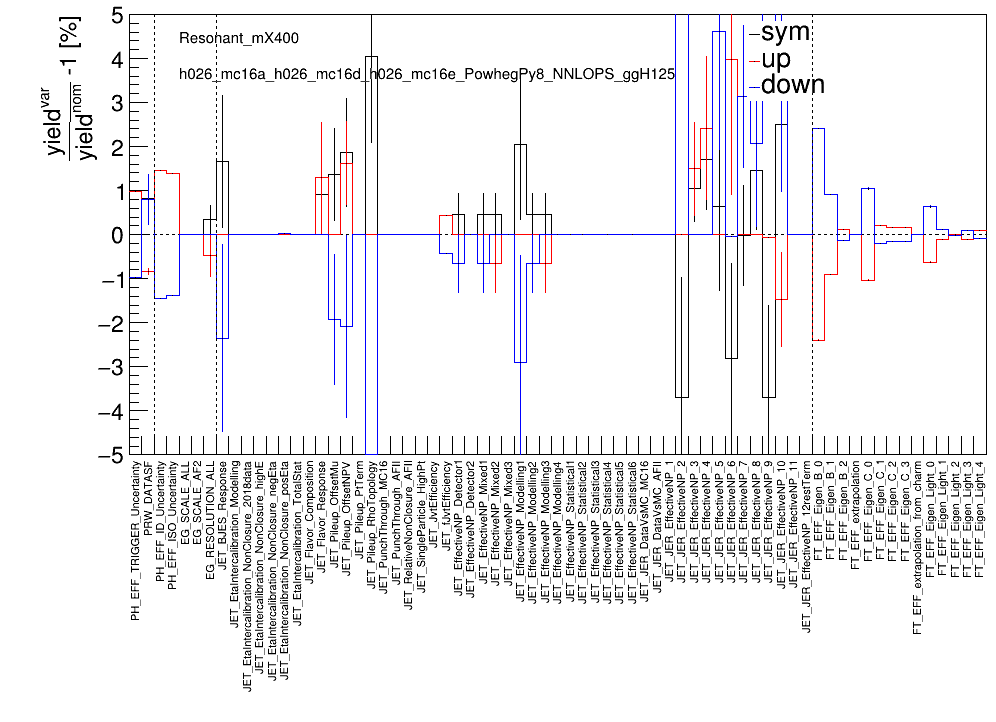 yield^var
yield^nom -1 [%]
5
4
3
2
1
0
−1
−2
−3
−4
−5
Resonant_mX400
h026_mc16a_h026_mc16d_h026_mc16e_PowhegPy8_NNLOPS_ggH125
sym
up
down
PH_EFF_TRIGGER_Uncertainty
PRW_DATASF
PH_EFF_ID_Uncertainty
PH_EFF_ISO_Uncertainty
EG_SCALE_ALL
EG_SCALE_AF2
EG_RESOLUTION_ALL
JET_BJES_Response
JET_EtaIntercalibration_Modelling
JET_EtaIntercalibration_NonClosure_2018data
JET_EtaIntercalibration_NonClosure_highE
JET_EtaIntercalibration_NonClosure_negEta
JET_EtaIntercalibration_NonClosure_posEta
JET_EtaIntercalibration_TotalStat
JET_Flavor_Composition
JET_Flavor_Response
JET_Pileup_OffsetMu
JET_Pileup_OffsetNPV
JET_Pileup_PtTerm
JET_Pileup_RhoTopology
JET_PunchThrough_MC16
JET_PunchThrough_AFII
JET_RelativeNonClosure_AFII
JET_SingleParticle_HighPt
JET_JvtEfficiency
JET_fJvtEfficiency
JET_EffectiveNP_Detector1
JET_EffectiveNP_Detector2
JET_EffectiveNP_Mixed1
JET_EffectiveNP_Mixed2
JET_EffectiveNP_Mixed3
JET_EffectiveNP_Modelling1
JET_EffectiveNP_Modelling2
JET_EffectiveNP_Modelling3
JET_EffectiveNP_Modelling4
JET_EffectiveNP_Statistical1
JET_EffectiveNP_Statistical2
JET_EffectiveNP_Statistical3
JET_EffectiveNP_Statistical4
JET_EffectiveNP_Statistical5
JET_EffectiveNP_Statistical6
JET_JER_DataVsMC_MC16
JET_JER_DataVsMC_AFII
JET_JER_EffectiveNP_1
JET_JER_EffectiveNP_2
JET_JER_EffectiveNP_3
JET_JER_EffectiveNP_4
JET_JER_EffectiveNP_5
JET_JER_EffectiveNP_6
JET_JER_EffectiveNP_7
JET_JER_EffectiveNP_8
JET_JER_EffectiveNP_9
JET_JER_EffectiveNP_10
JET_JER_EffectiveNP_11
JET_JER_EffectiveNP_12restTerm
FT_EFF_Eigen_B_0
FT_EFF_Eigen_B_1
FT_EFF_Eigen_B_2
FT_EFF_extrapolation
FT_EFF_Eigen_C_0
FT_EFF_Eigen_C_1
FT_EFF_Eigen_C_2
FT_EFF_Eigen_C_3
FT_EFF_extrapolation_from_charm
FT_EFF_Eigen_Light_0
FT_EFF_Eigen_Light_1
FT_EFF_Eigen_Light_2
FT_EFF_Eigen_Light_3
FT_EFF_Eigen_Light_4